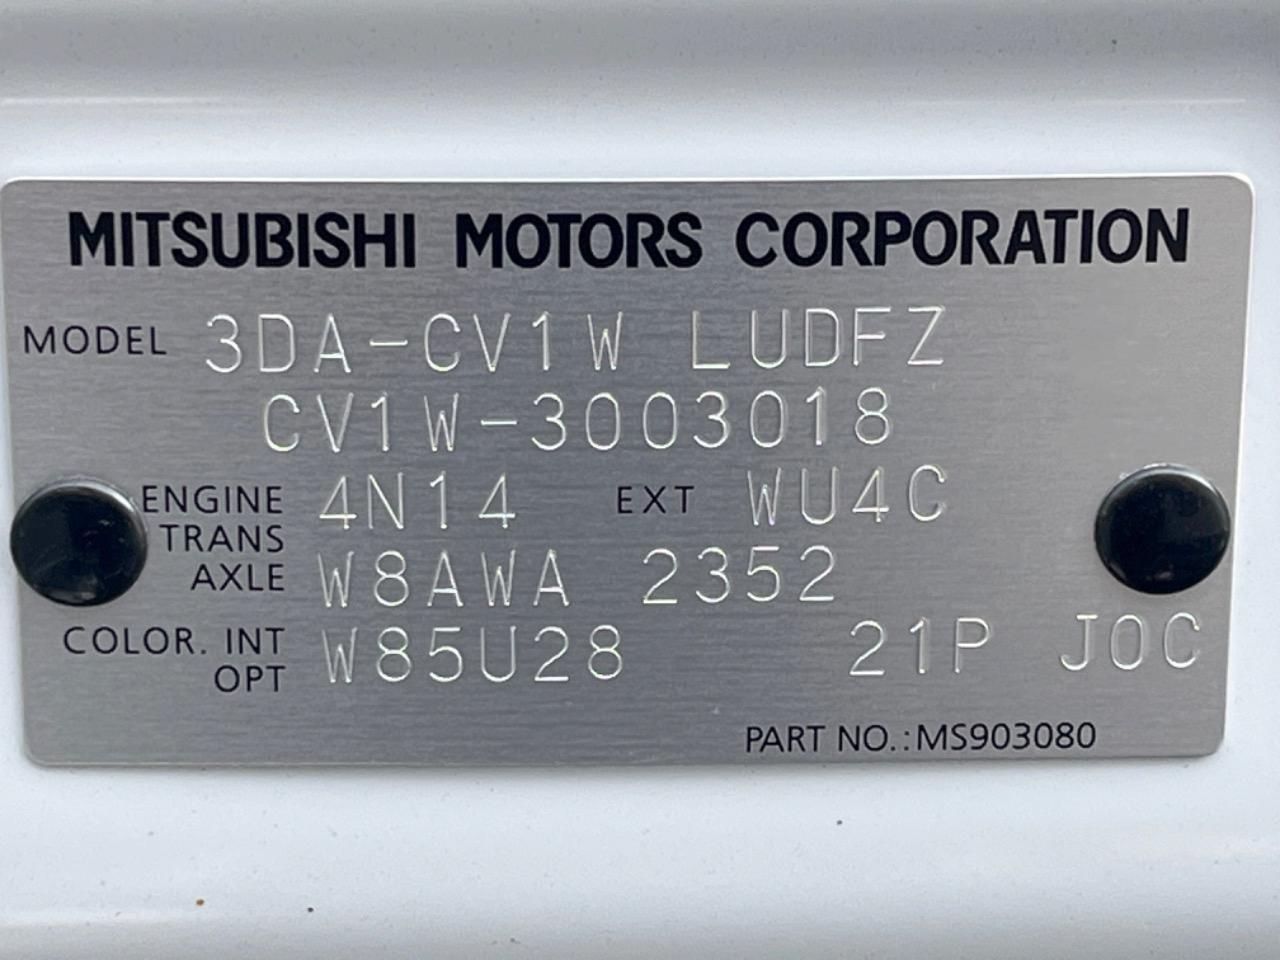 MITSUBISHI MOTORS CORPORATION
MODEL 3DA-CV1W LUDFZ
CV1W-3003018
ENGINE 4N14 EXT WU4C
TRANS
AXLE W8AWA 2352
COLOR. INT W85U28 21P J0C
OPT
PART NO.:MS903080